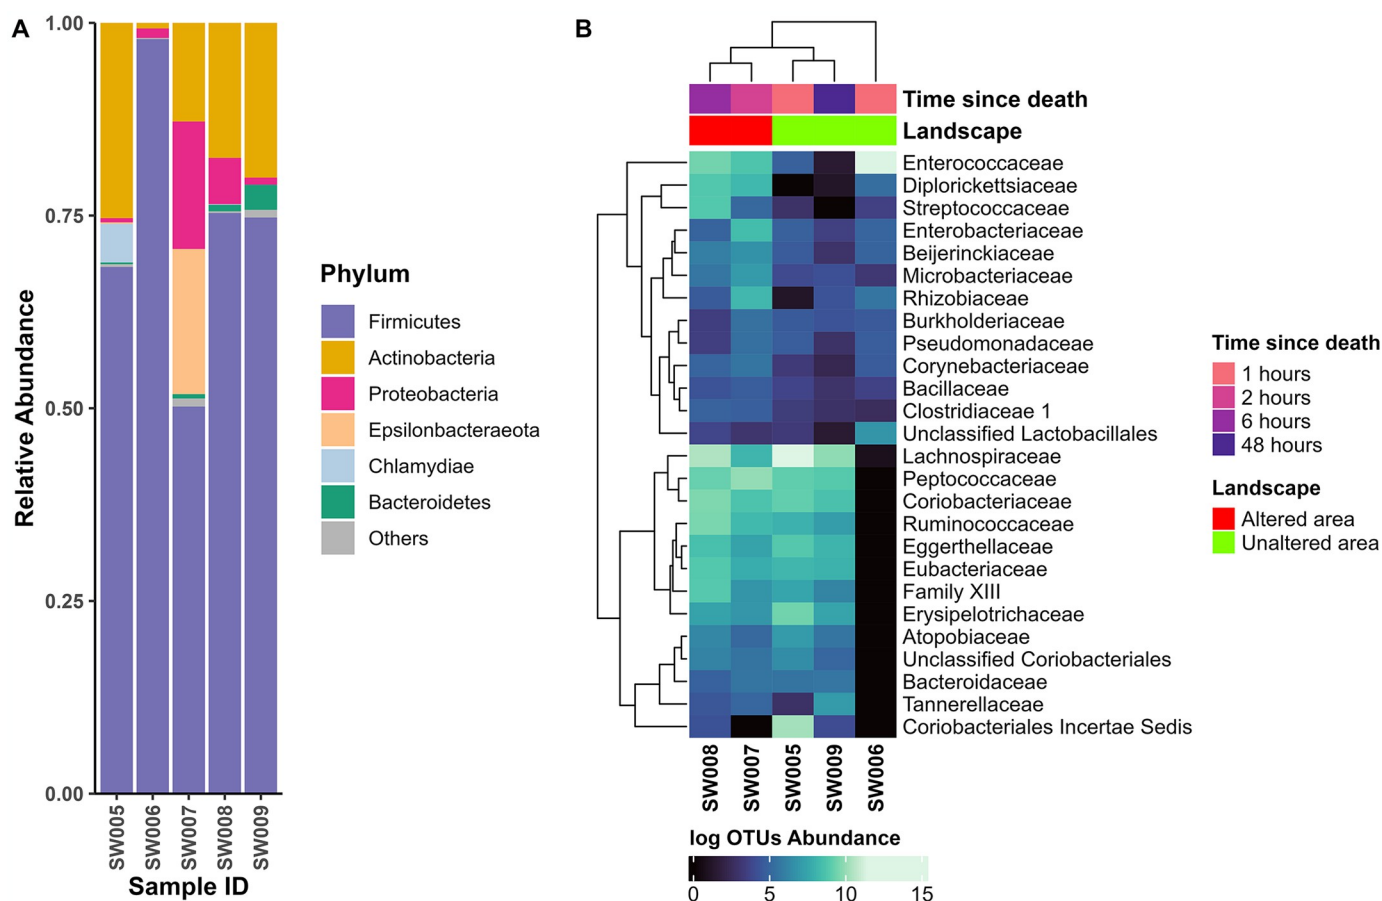 A
1.00
0.75
0.50
0.25
0.00
Relative Abundance
SW005
SW006
SW007
SW008
SW009
Sample ID
Phylum
Firmicutes
Actinobacteria
Proteobacteria
Epsilonbacteraeota
Chlamydiae
Bacteroidetes
Others
B
Time since death
Landscape
Enterococcaceae
Diplorickettsiaceae
Streptococcaceae
Enterobacteriaceae
Beijerinckiaceae
Microbacteriaceae
Rhizobiaceae
Burkholderiaceae
Pseudomonadaceae
Corynebacteriaceae
Bacillaceae
Clostridiaceae 1
Unclassified Lactobacillales
Lachnospiraceae
Peptococcaceae
Coriobacteriaceae
Ruminococcaceae
Eggerthellaceae
Eubacteriaceae
Family XIII
Erysipelotrichaceae
Atopobiaceae
Unclassified Coriobacteriales
Bacteroidaceae
Tannerellaceae
Coriobacteriales Incertae Sedis
SW008
SW007
SW005
SW009
SW006
log OTUs Abundance
0 5 10 15
Time since death
1 hours
2 hours
6 hours
48 hours
Landscape
Altered area
Unaltered area